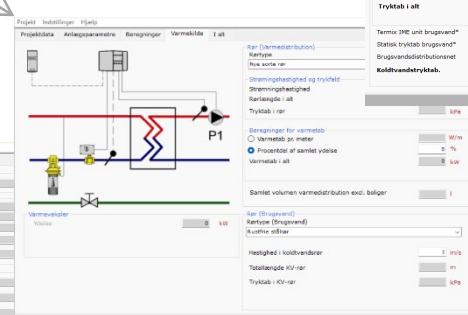 Projekt Indstillinger Hjælp
Projektdata Anlægsparametre Beregninger Varmekilde I alt
P1
Varmeveksler
Ydelse 0 kW
Rør (Varmedistribution)
Rørtype
Nye sorte rør
Strømningshastighed og trykfald
Strømningshastighed
Rørlængde i alt
Tryktab i rør kPa
Beregninger for varmetab
Varmetab pr. meter W/m
Procentdel af samlet ydelse %
Varmetab i alt kW
Samlet volumen varmedistribution excl. boliger l
Rør (Brugsvand)
Rørtype (Brugsvand)
Rustfrie stålrør
Hastighed i koldtvandsrør 1 m/s
Totallængde KV-rør m
Tryktab i KV-rør kPa
Tryktab i alt
Termix IME unit brugsvand*
Statisk tryktab brugsvand*
Brugsvandsdistributionsnet
Koldtvandstryktab.